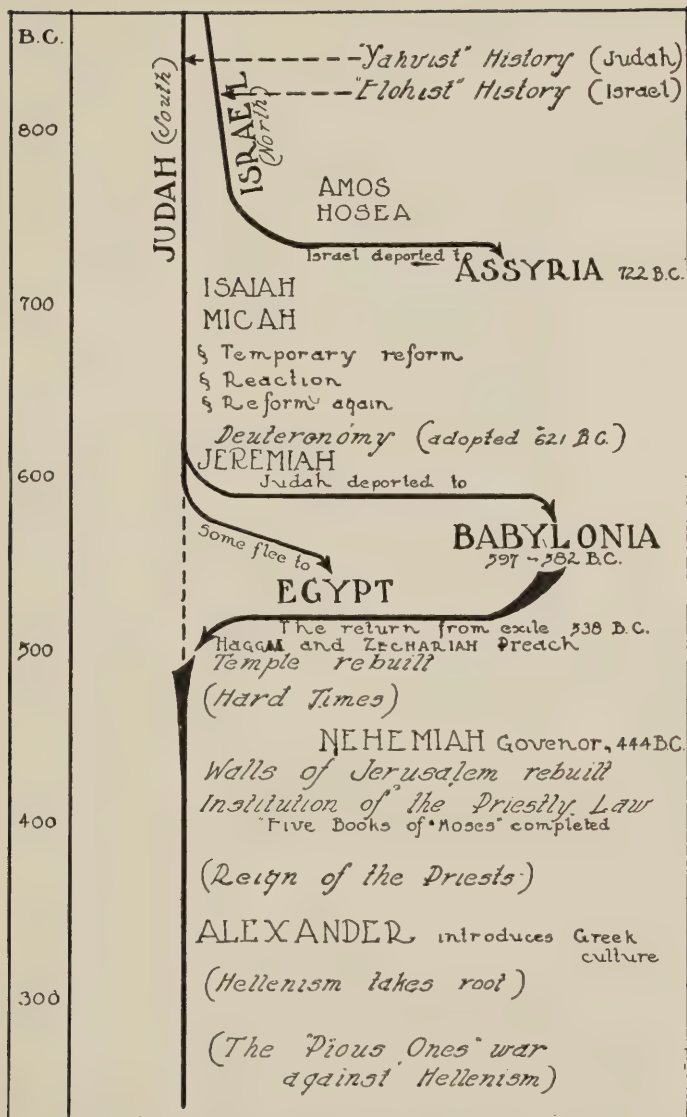 B.C.
"Yahvist" History (Judah)
"Elohist" History (Israel)
800
JUDAH (South)
ISRAEL
(North)
AMOS
HOSEA
Israel deported to
ASSYRIA 722 B.C.
700
ISAIAH
MICAH
§ Temporary reform
§ Reaction
§ Reform again
Deuteronomy (adopted 621 B.C.)
600
JEREMIAH
Judah deported to
Some flee to
BABYLONIA
597-582 B.C.
EGYPT
The return from exile 538 B.C.
500
HAGGAI and ZECHARIAH Preach
Temple rebuilt
(Hard Times)
NEHEMIAH Govenor, 444 B.C.
Walls of Jerusalem rebuilt
Institution of the Priestly Law
400
"Five Books of Moses" completed
(Reign of the Priests)
ALEXANDER introduces Greek
culture
300
(Hellenism takes root)
(The "Pious Ones" war
against Hellenism)